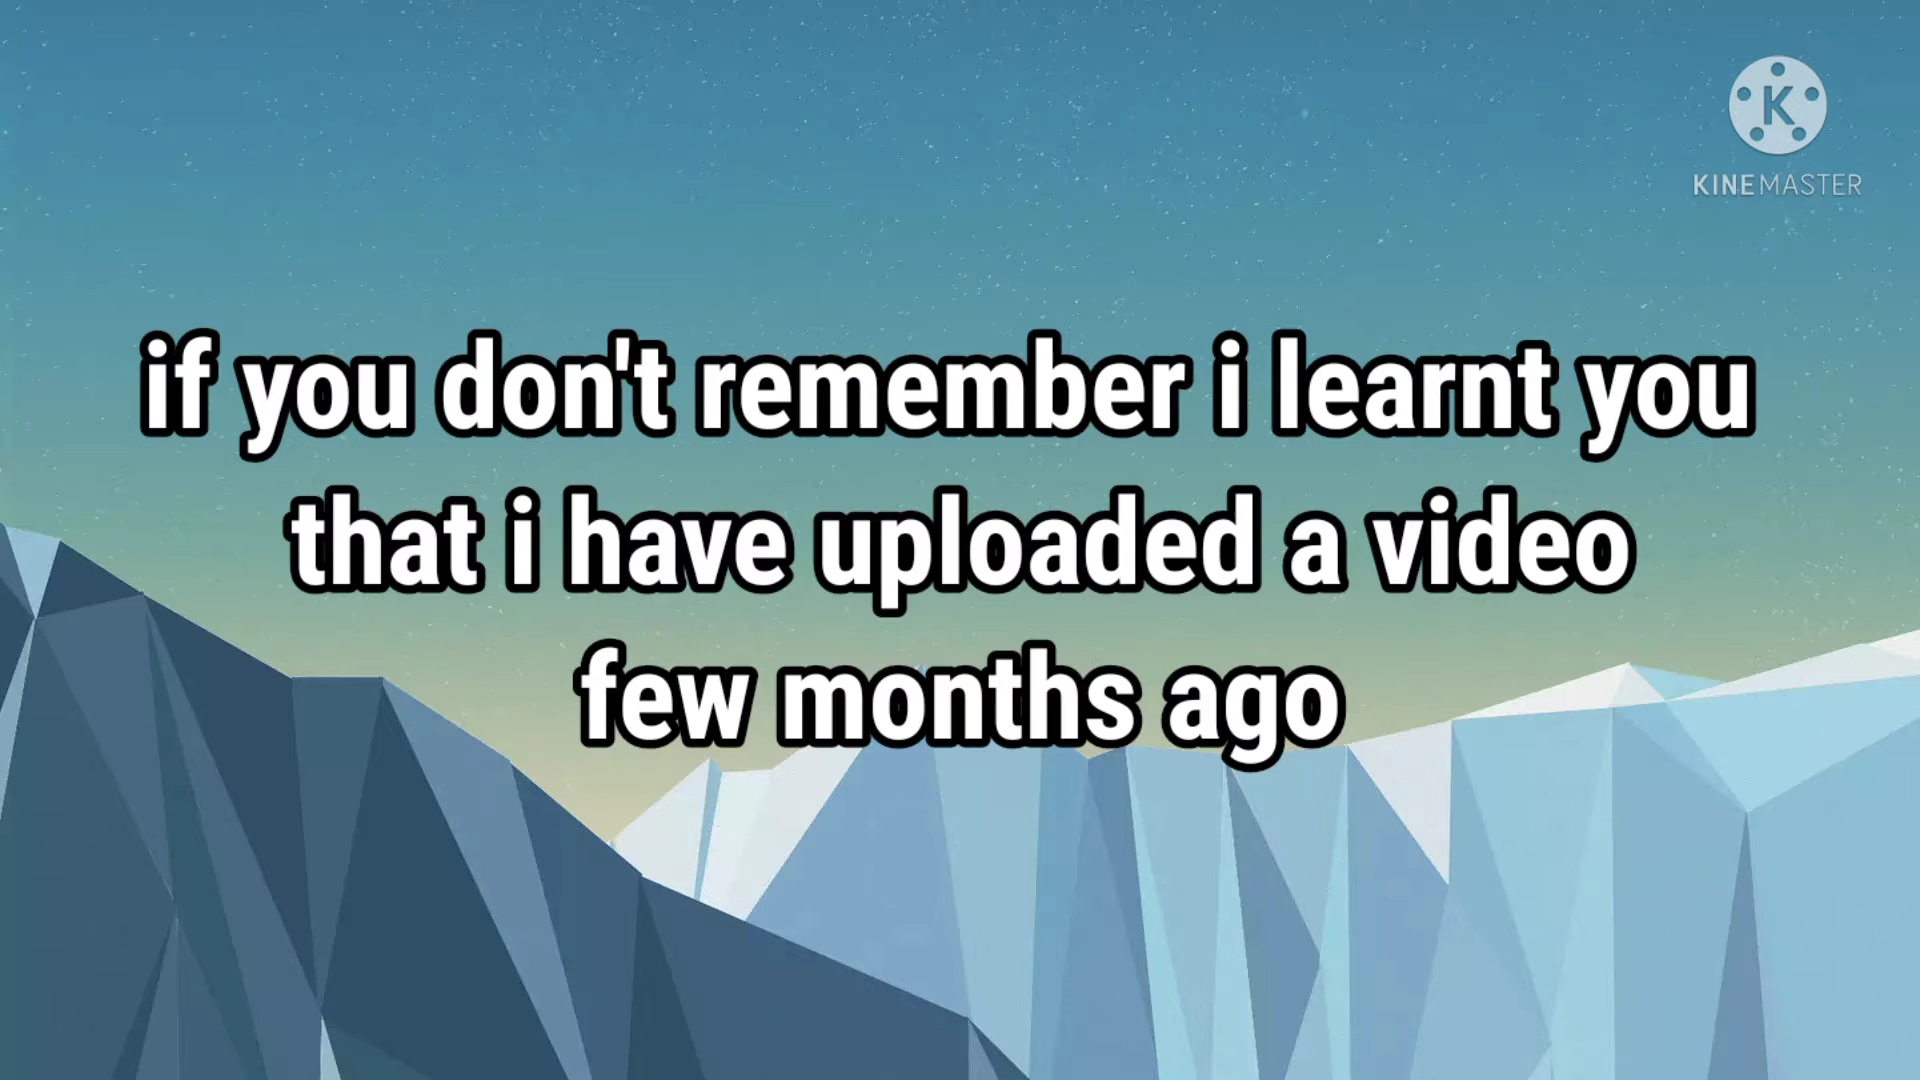 K
KINEMASTER
if you don't remember i learnt you
that i have uploaded a video
few months ago